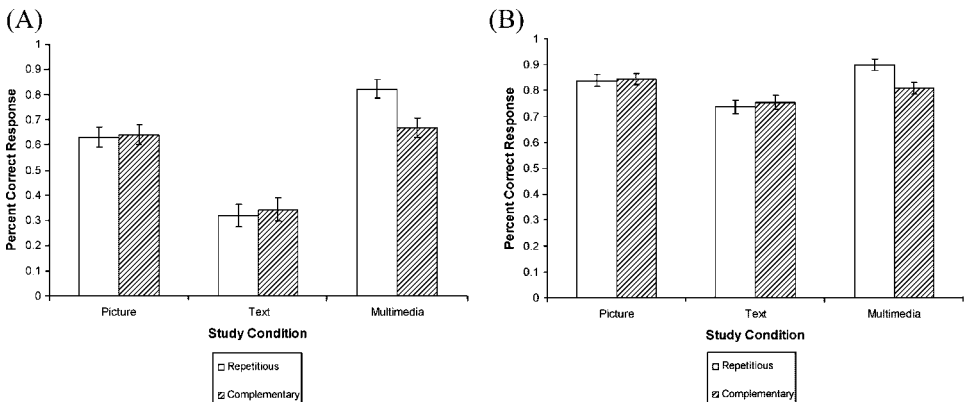 (A)
Percent Correct Response
1
0.9
0.8
0.7
0.6
0.5
0.4
0.3
0.2
0.1
0
Picture Text Multimedia
Study Condition
Repetitious
Complementary
(B)
Percent Correct Response
1
0.9
0.8
0.7
0.6
0.5
0.4
0.3
0.2
0.1
0
Picture Text Multimedia
Study Condition
Repetitious
Complementary